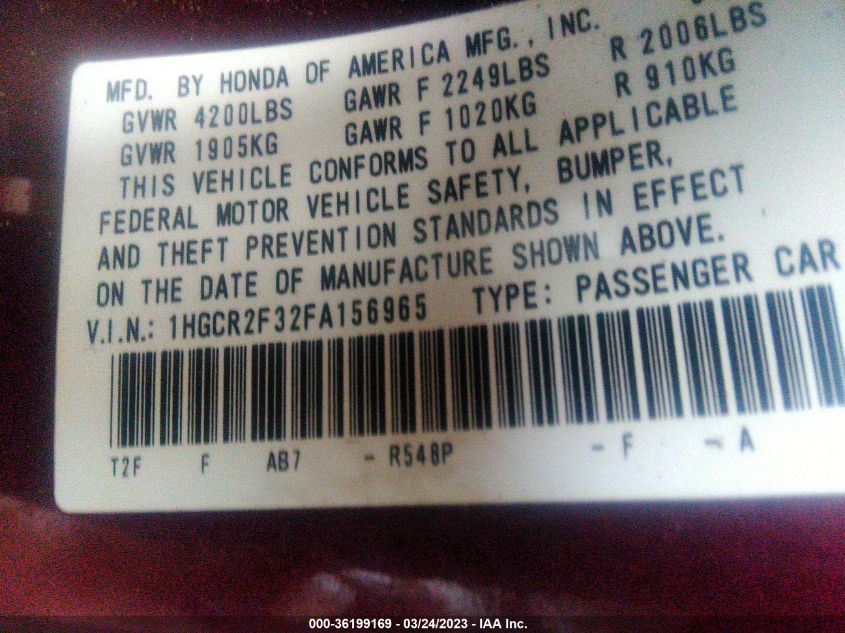 MFD. BY HONDA OF AMERICA MFG., INC.
GVWR 4200LBS GAWR F 2249LBS R 2006LBS
GVWR 1905KG GAWR F 1020KG R 910KG
THIS VEHICLE CONFORMS TO ALL APPLICABLE
FEDERAL MOTOR VEHICLE SAFETY, BUMPER,
AND THEFT PREVENTION STANDARDS IN EFFECT
ON THE DATE OF MANUFACTURE SHOWN ABOVE.
V.I.N.: 1HGCR2F32FA156965 TYPE: PASSENGER CAR
T2F F AB7 - R548P - F - A
000-36199169 - 03/24/2023 - IAA Inc.